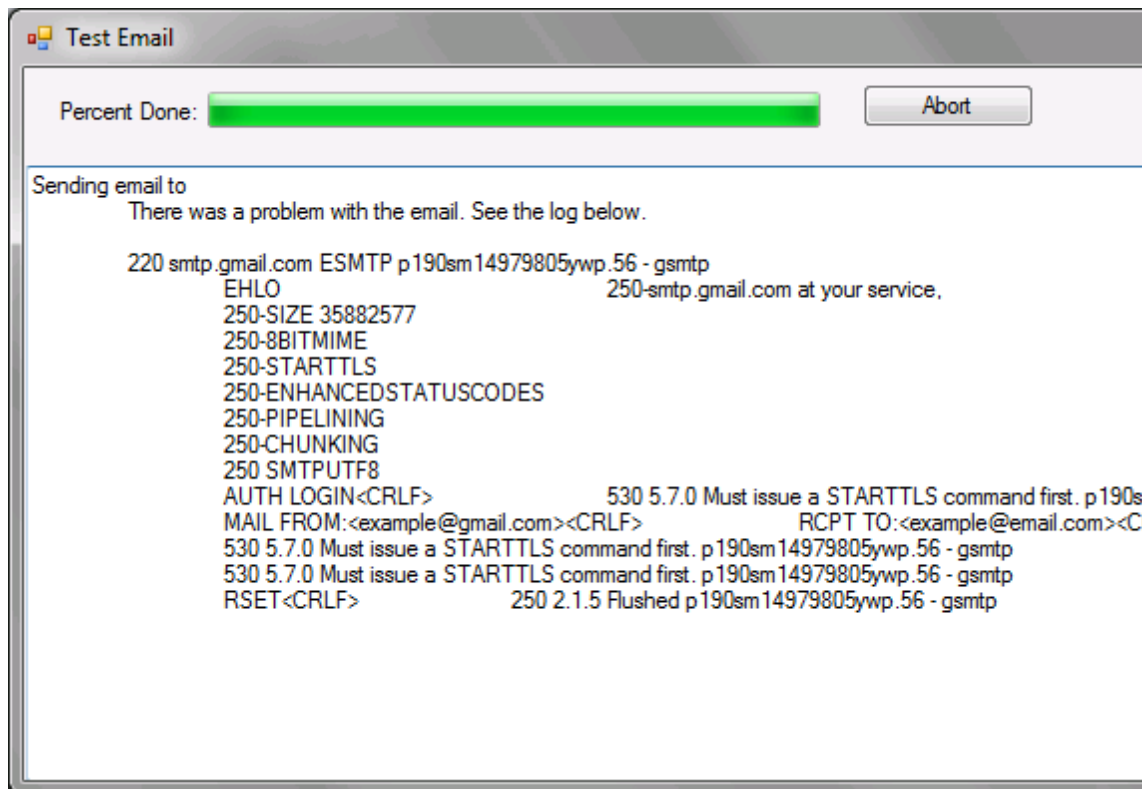 Test Email
Percent Done:
Abort
Sending email to
There was a problem with the email. See the log below.
220 smtp.gmail.com ESMTP p190sm14979805ywp.56 - gsmtp
EHLO 250-smtp.gmail.com at your service,
250-SIZE 35882577
250-8BITMIME
250-STARTTLS
250-ENHANCEDSTATUSCODES
250-PIPELINING
250-CHUNKING
250 SMTPUTF8
AUTH LOGIN<CRLF> 530 5.7.0 Must issue a STARTTLS command first. p190s
MAIL FROM:<example@gmail.com><CRLF> RCPT TO:<example@email.com><C
530 5.7.0 Must issue a STARTTLS command first. p190sm14979805ywp.56 - gsmtp
530 5.7.0 Must issue a STARTTLS command first. p190sm14979805ywp.56 - gsmtp
RSET<CRLF> 250 2.1.5 Flushed p190sm14979805ywp.56 - gsmtp